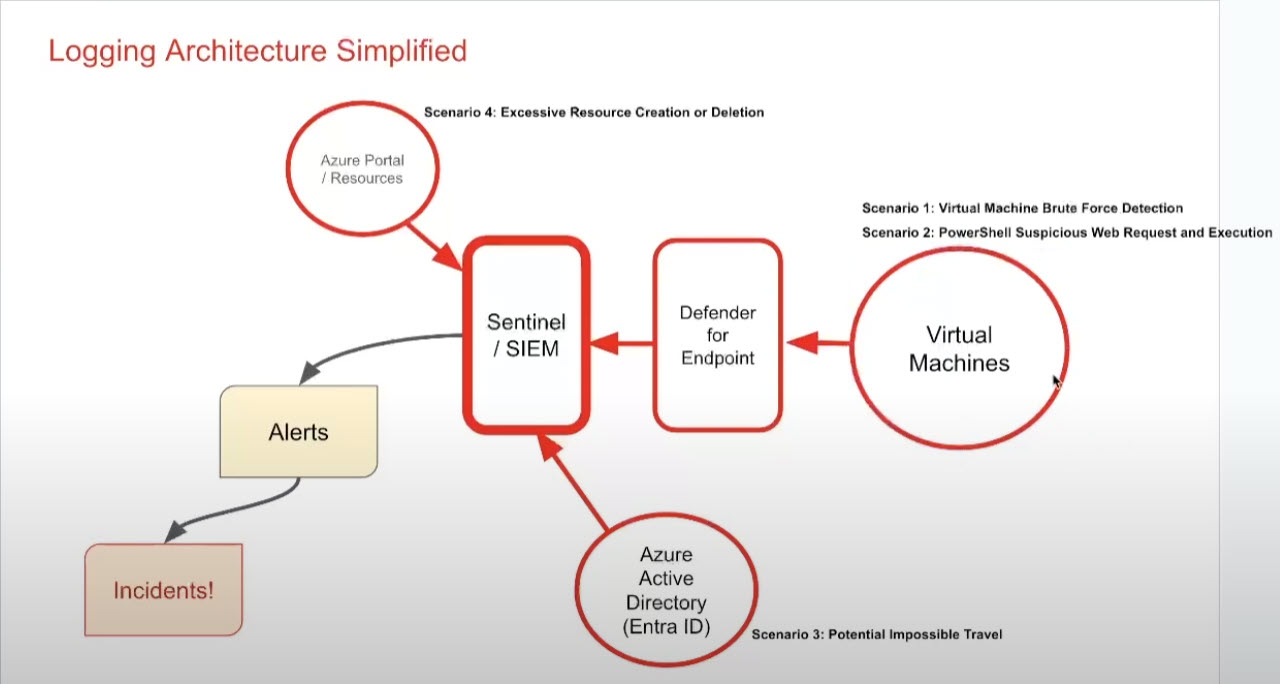 Logging Architecture Simplified
Scenario 4: Excessive Resource Creation or Deletion
Azure Portal
/ Resources
Scenario 1: Virtual Machine Brute Force Detection
Scenario 2: PowerShell Suspicious Web Request and Execution
Sentinel
/ SIEM
Defender
for
Endpoint
Virtual
Machines
Alerts
Incidents!
Azure
Active
Directory
(Entra ID)
Scenario 3: Potential Impossible Travel